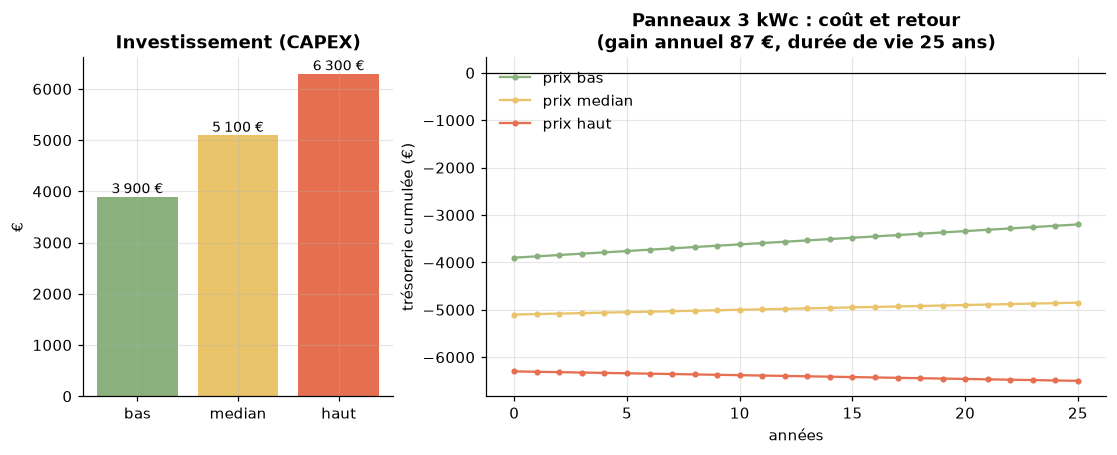 Investissement (CAPEX)
€
6000
5000
4000
3000
2000
1000
0
3 900 €
5 100 €
6 300 €
bas
median
haut
Panneaux 3 kWc : coût et retour
(gain annuel 87 €, durée de vie 25 ans)
prix bas
prix median
prix haut
trésorerie cumulée (€)
0
−1000
−2000
−3000
−4000
−5000
−6000
0
5
10
15
20
25
années